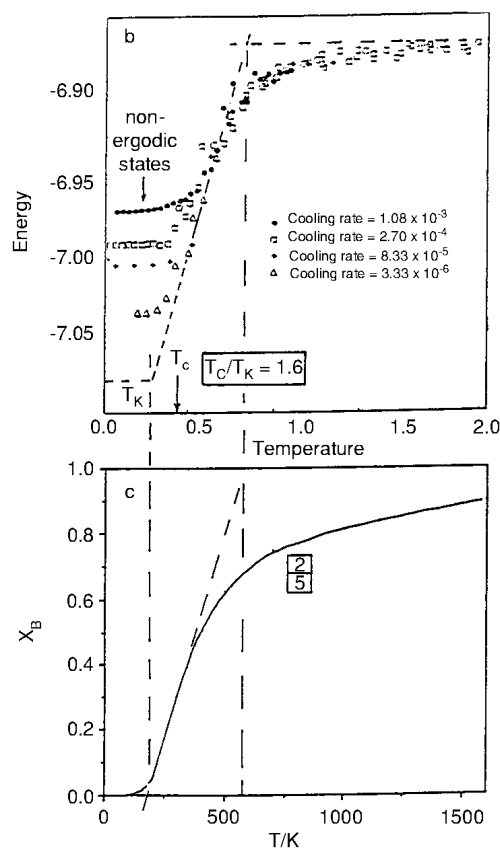 b
-6.90
-6.95
-7.00
-7.05
Energy
non-
ergodic
states
Cooling rate = 1.08 x 10⁻³
Cooling rate = 2.70 x 10⁻⁴
Cooling rate = 8.33 x 10⁻⁵
Cooling rate = 3.33 x 10⁻⁶
T_K
T_c
T_C/T_K = 1.6
0.0
0.5
1.0
1.5
2.0
Temperature
c
1.0
0.8
0.6
0.4
0.2
0.0
X_B
2
5
0
500
1000
1500
T/K